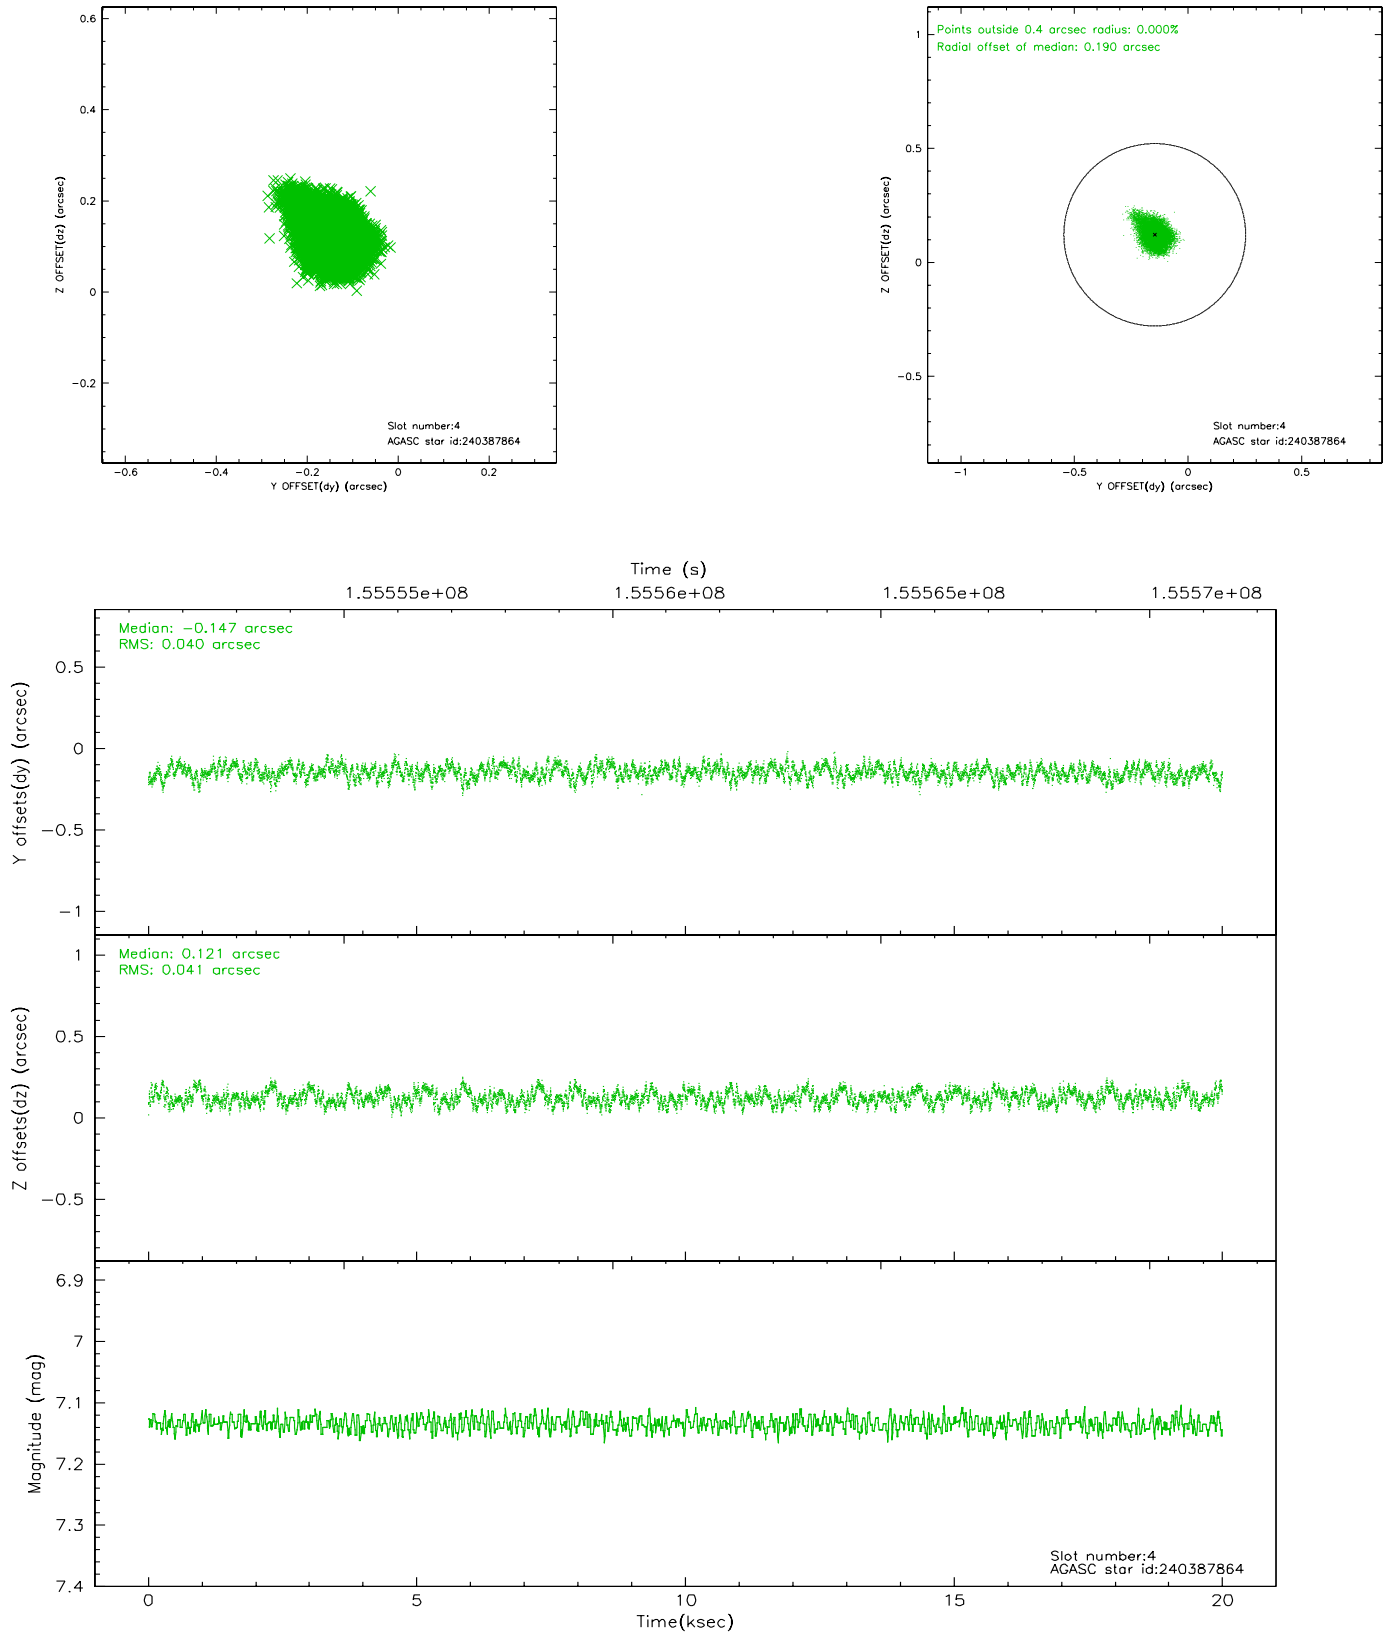 0.6
0.4
0.2
0
−0.2
Z OFFSET(dz) (arcsec)
Slot number:4
AGASC star id:240387864
−0.6 −0.4 −0.2 0 0.2
Y OFFSET(dy) (arcsec)
Points outside 0.4 arcsec radius: 0.000%
Radial offset of median: 0.190 arcsec
1
0.5
0
−0.5
Z OFFSET(dz) (arcsec)
Slot number:4
AGASC star id:240387864
−1 −0.5 0 0.5
Y OFFSET(dy) (arcsec)
Time (s)
1.55555e+08 1.5556e+08 1.55565e+08 1.5557e+08
Median: −0.147 arcsec
RMS: 0.040 arcsec
0.5
0
−0.5
−1
Y offsets(dy) (arcsec)
Median: 0.121 arcsec
RMS: 0.041 arcsec
1
0.5
0
−0.5
Z offsets(dz) (arcsec)
6.9
7
7.1
7.2
7.3
7.4
Magnitude (mag)
Slot number:4
AGASC star id:240387864
0 5 10 15 20
Time(ksec)